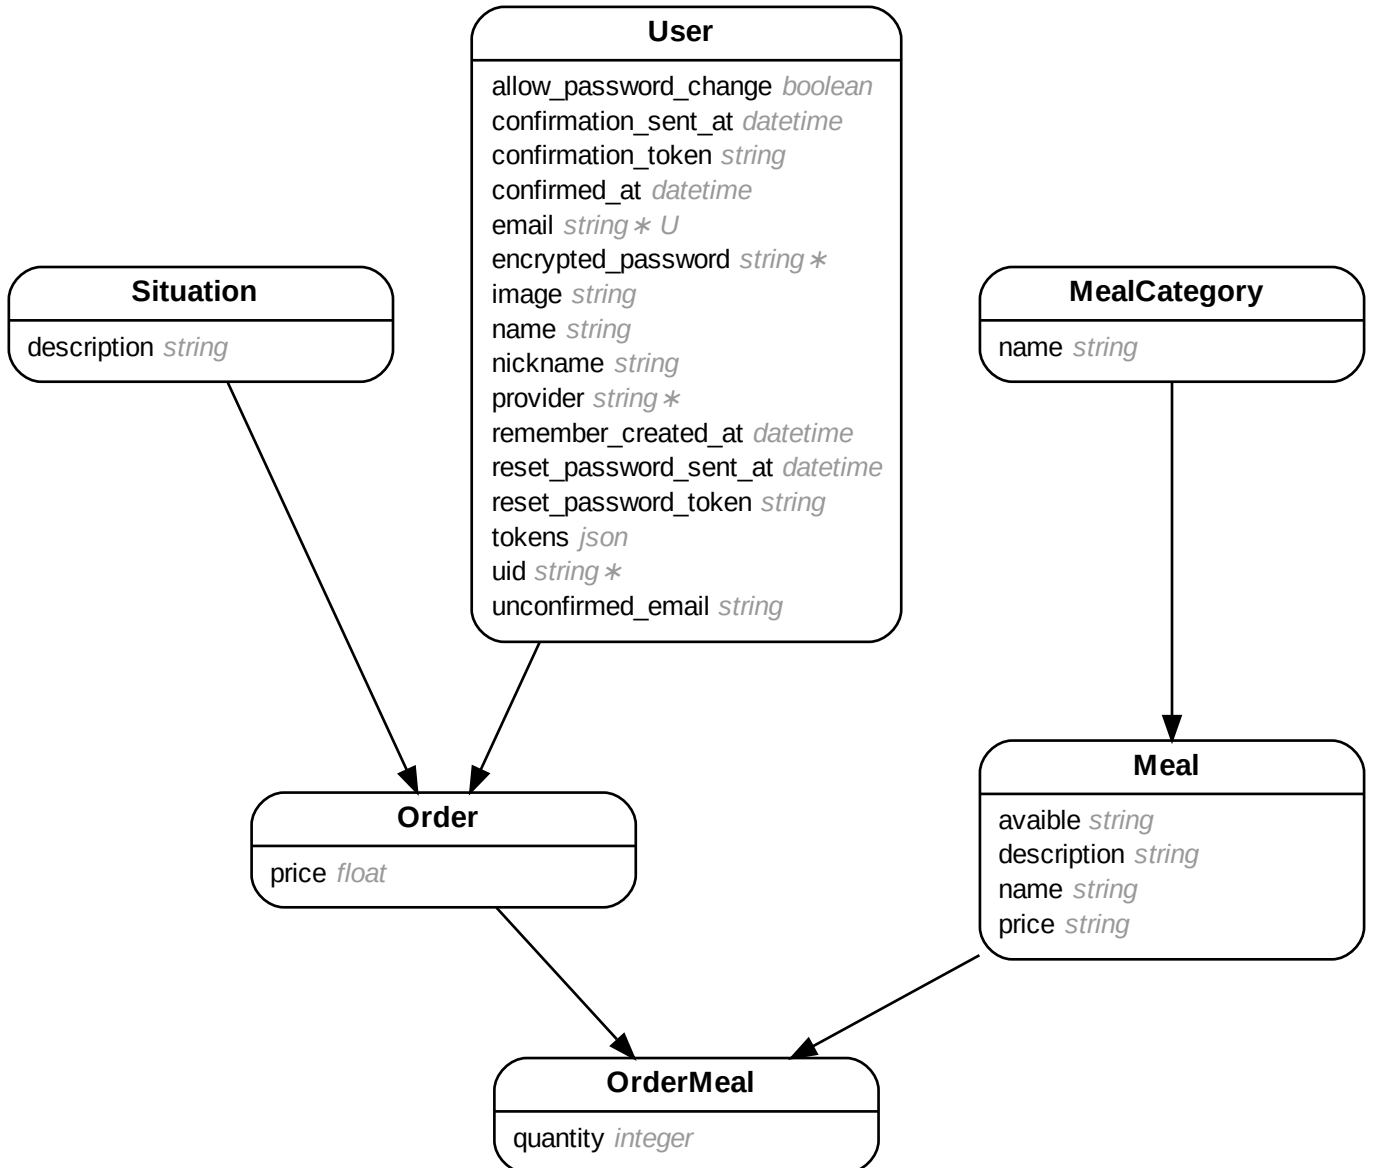 User
allow_password_change boolean
confirmation_sent_at datetime
confirmation_token string
confirmed_at datetime
email string∗ U
encrypted_password string∗
image string
name string
nickname string
provider string∗
remember_created_at datetime
reset_password_sent_at datetime
reset_password_token string
tokens json
uid string∗
unconfirmed_email string
Situation
description string
MealCategory
name string
Order
price float
Meal
avaible string
description string
name string
price string
OrderMeal
quantity integer